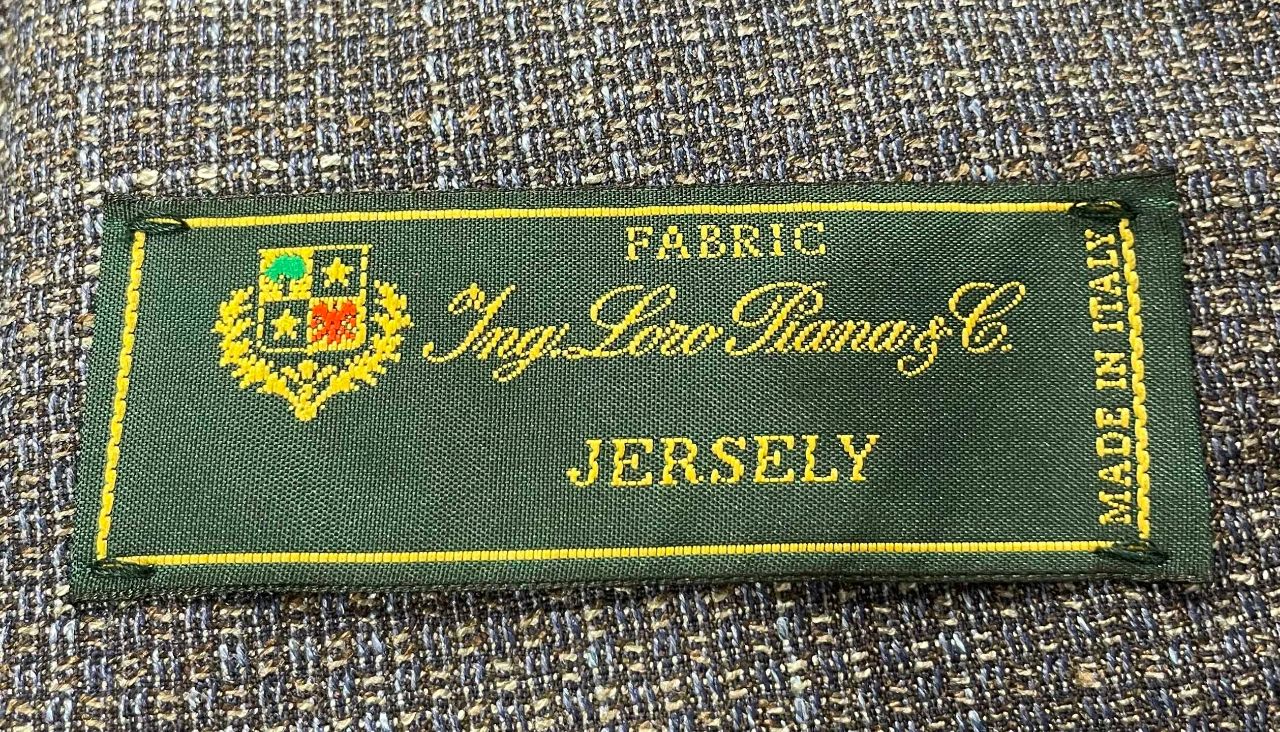 FABRIC
Ing. Loro Piana & C.
JERSELY
MADE IN ITALY